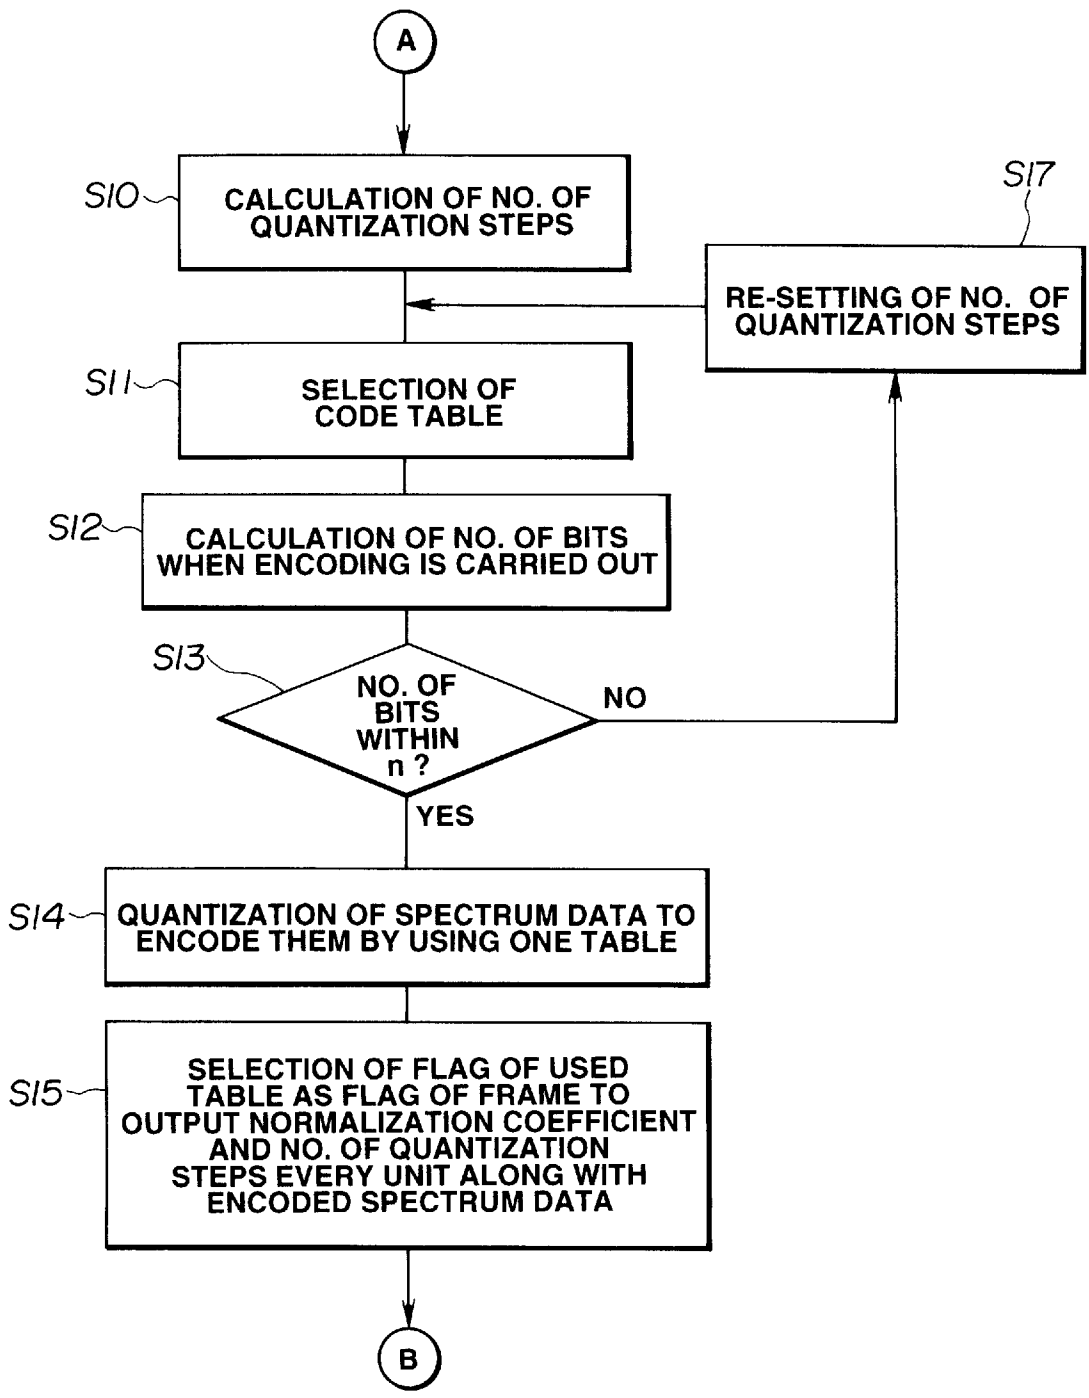 A
S10
CALCULATION OF NO. OF
QUANTIZATION STEPS
S17
RE-SETTING OF NO. OF
QUANTIZATION STEPS
S11
SELECTION OF
CODE TABLE
S12
CALCULATION OF NO. OF BITS
WHEN ENCODING IS CARRIED OUT
S13
NO. OF
BITS
WITHIN
n ?
NO
YES
S14
QUANTIZATION OF SPECTRUM DATA TO
ENCODE THEM BY USING ONE TABLE
S15
SELECTION OF FLAG OF USED
TABLE AS FLAG OF FRAME TO
OUTPUT NORMALIZATION COEFFICIENT
AND NO. OF QUANTIZATION
STEPS EVERY UNIT ALONG WITH
ENCODED SPECTRUM DATA
B